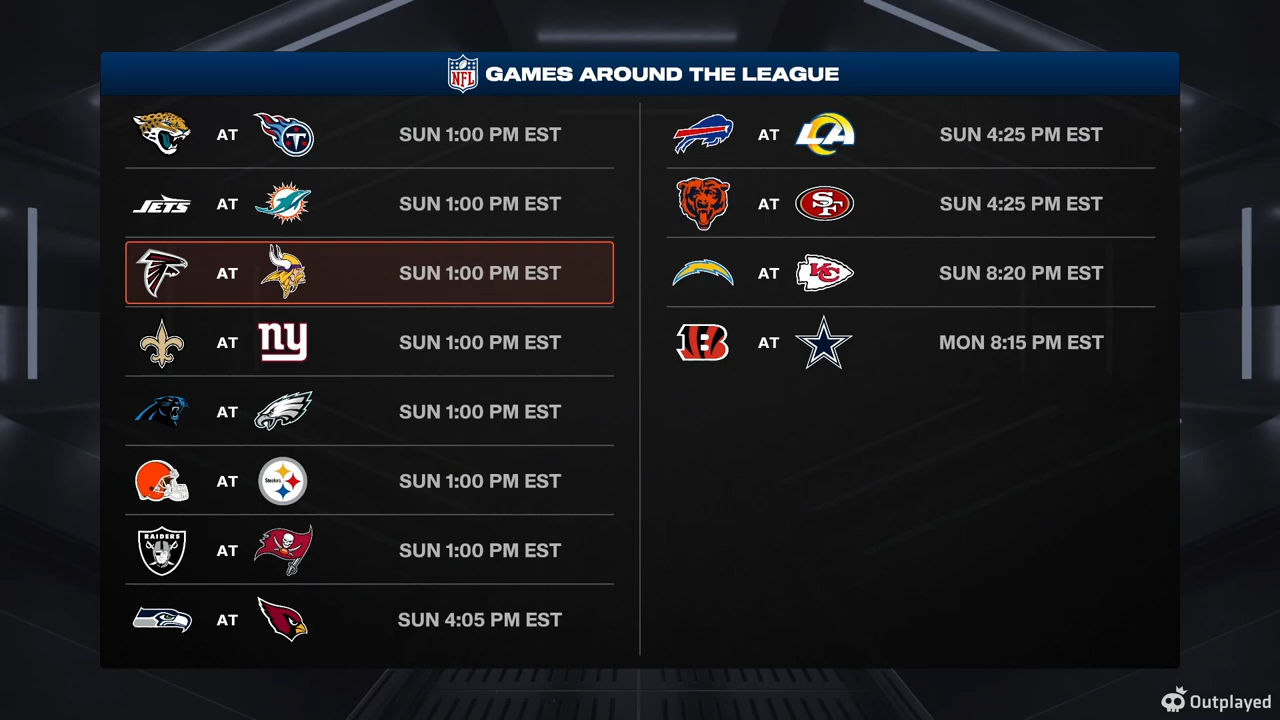 NFL GAMES AROUND THE LEAGUE
AT SUN 1:00 PM EST
JETS AT SUN 1:00 PM EST
AT SUN 1:00 PM EST
AT ny SUN 1:00 PM EST
AT SUN 1:00 PM EST
AT Steelers SUN 1:00 PM EST
RAIDERS AT SUN 1:00 PM EST
AT SUN 4:05 PM EST
AT LA SUN 4:25 PM EST
AT SF SUN 4:25 PM EST
AT KC SUN 8:20 PM EST
B AT MON 8:15 PM EST
Outplayed